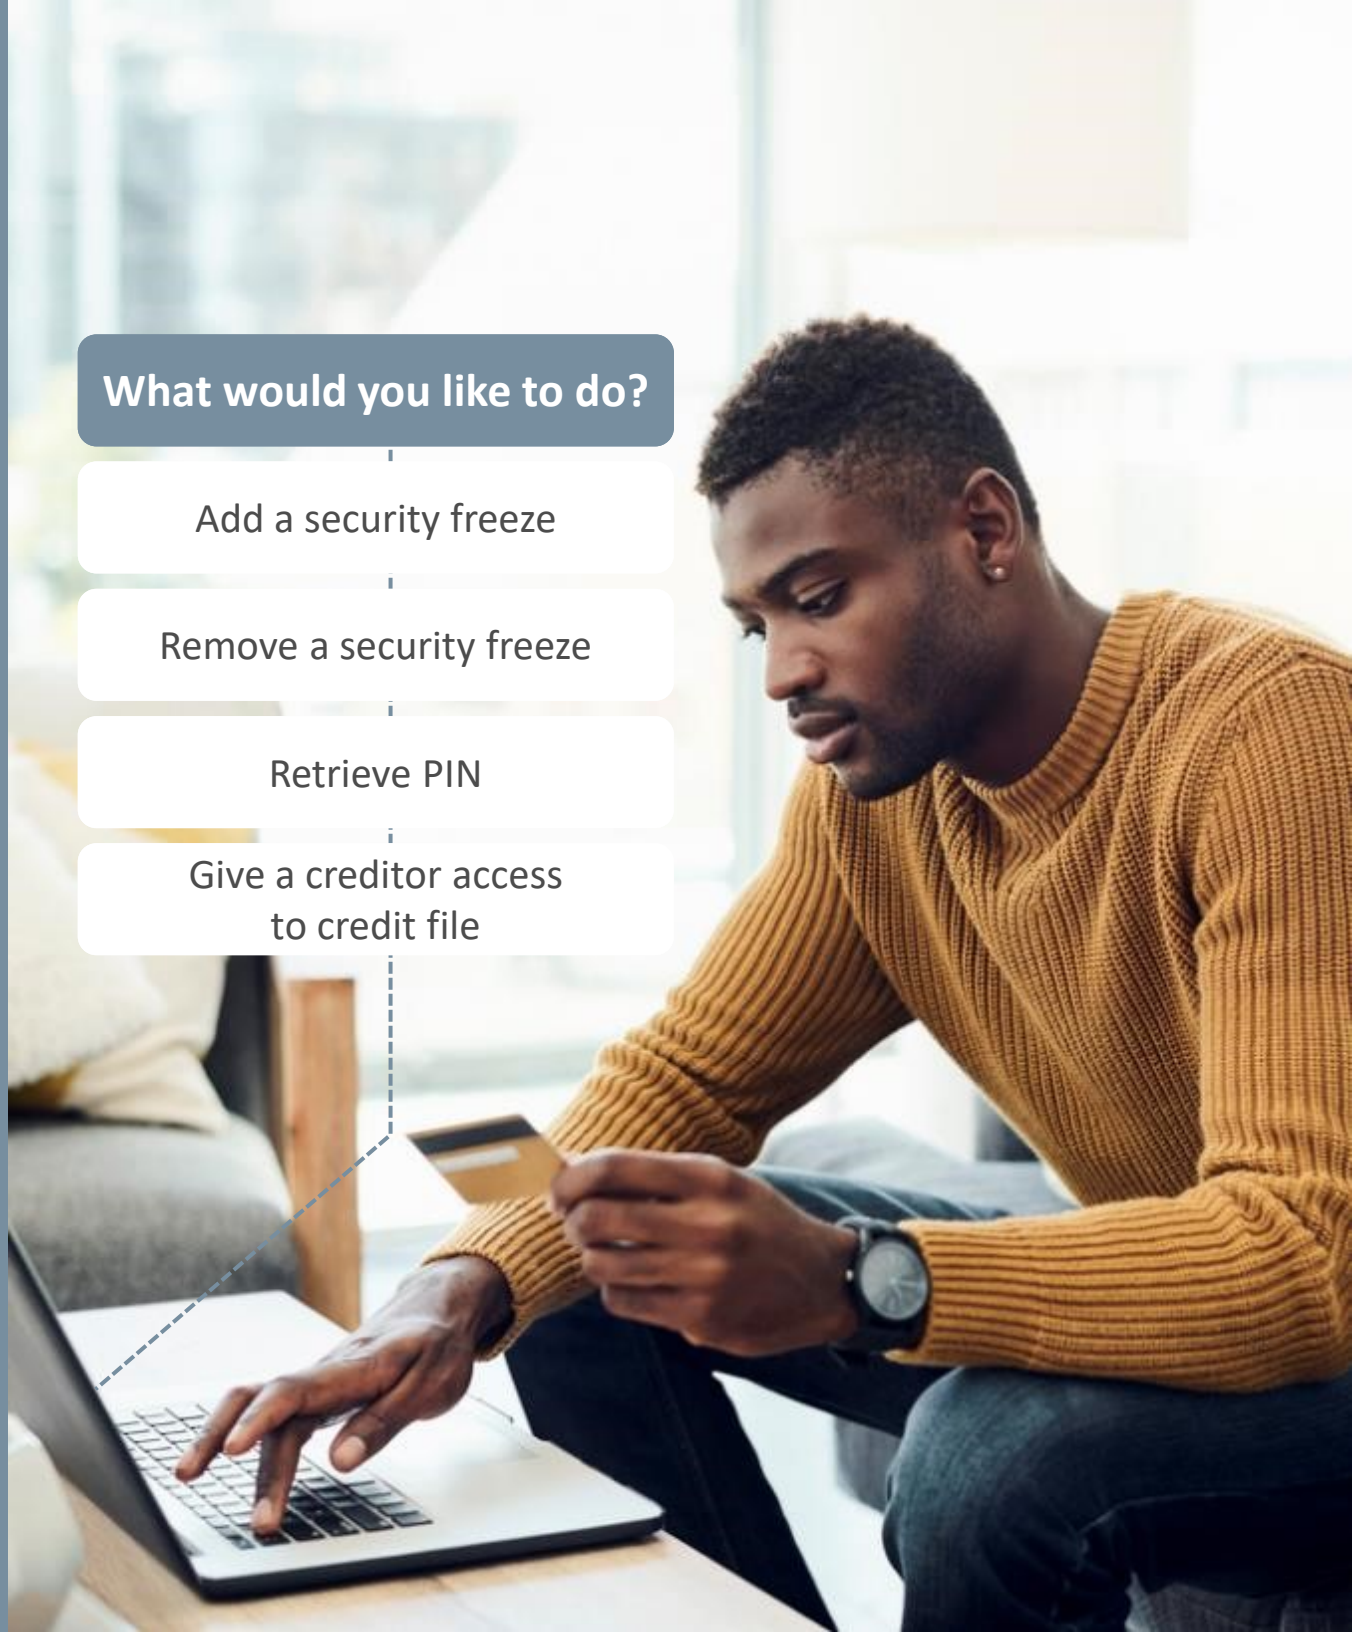 What would you like to do?
Add a security freeze
Remove a security freeze
Retrieve PIN
Give a creditor access
to credit file